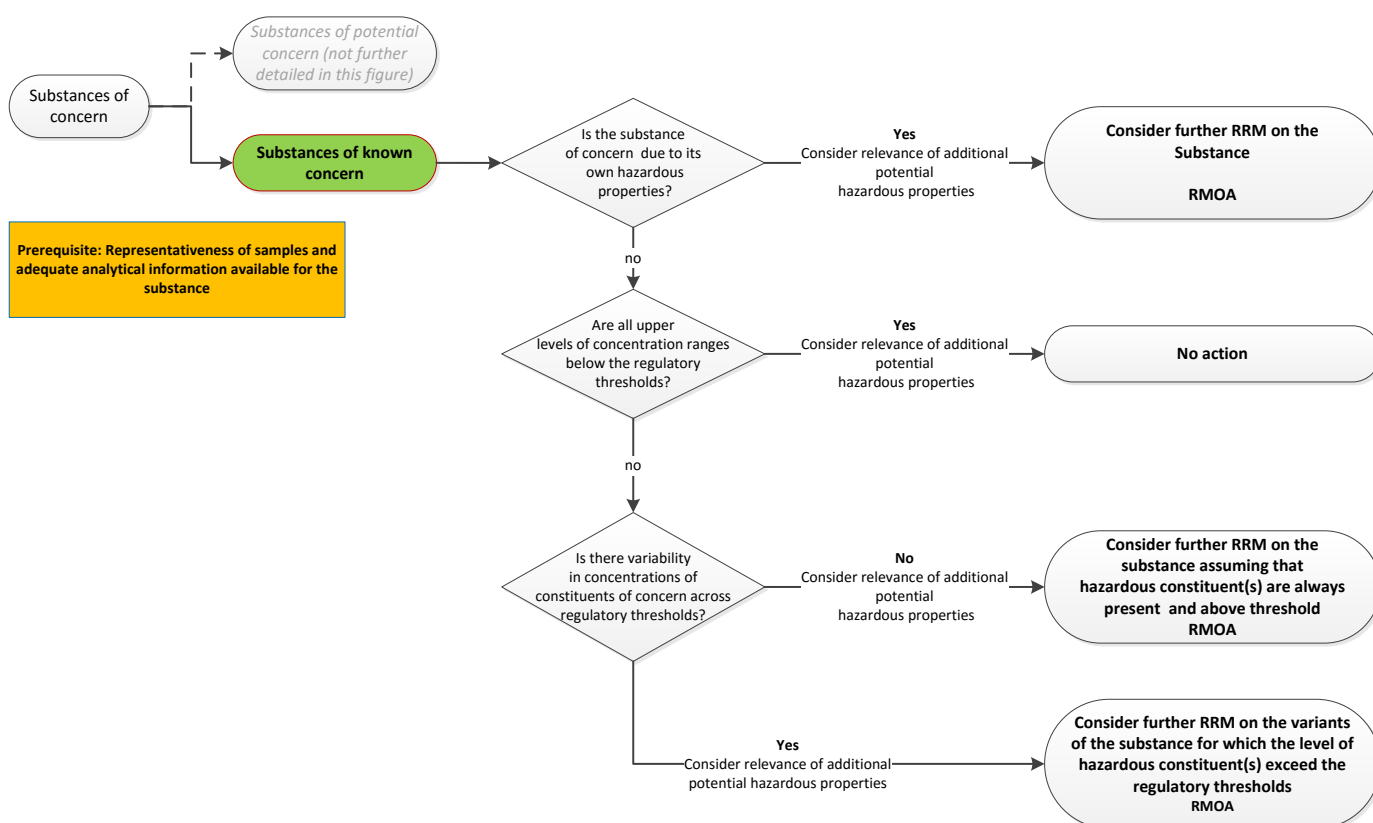 Substances of potential
concern (not further
detailed in this figure)
Substances of
concern
Substances of known
concern
Is the substance
of concern due to its
own hazardous
properties?
Yes
Consider relevance of additional
potential
hazardous properties
Consider further RRM on the
Substance
RMOA
Prerequisite: Representativeness of samples and
adequate analytical information available for the
substance
no
Are all upper
levels of concentration ranges
below the regulatory
thresholds?
Yes
Consider relevance of additional
potential
hazardous properties
No action
no
Is there variability
in concentrations of
constituents of concern across
regulatory thresholds?
No
Consider relevance of additional
potential
hazardous properties
Consider further RRM on the
substance assuming that
hazardous constituent(s) are always
present and above threshold
RMOA
Yes
Consider relevance of additional
potential hazardous properties
Consider further RRM on the variants
of the substance for which the level of
hazardous constituent(s) exceed the
regulatory thresholds
RMOA